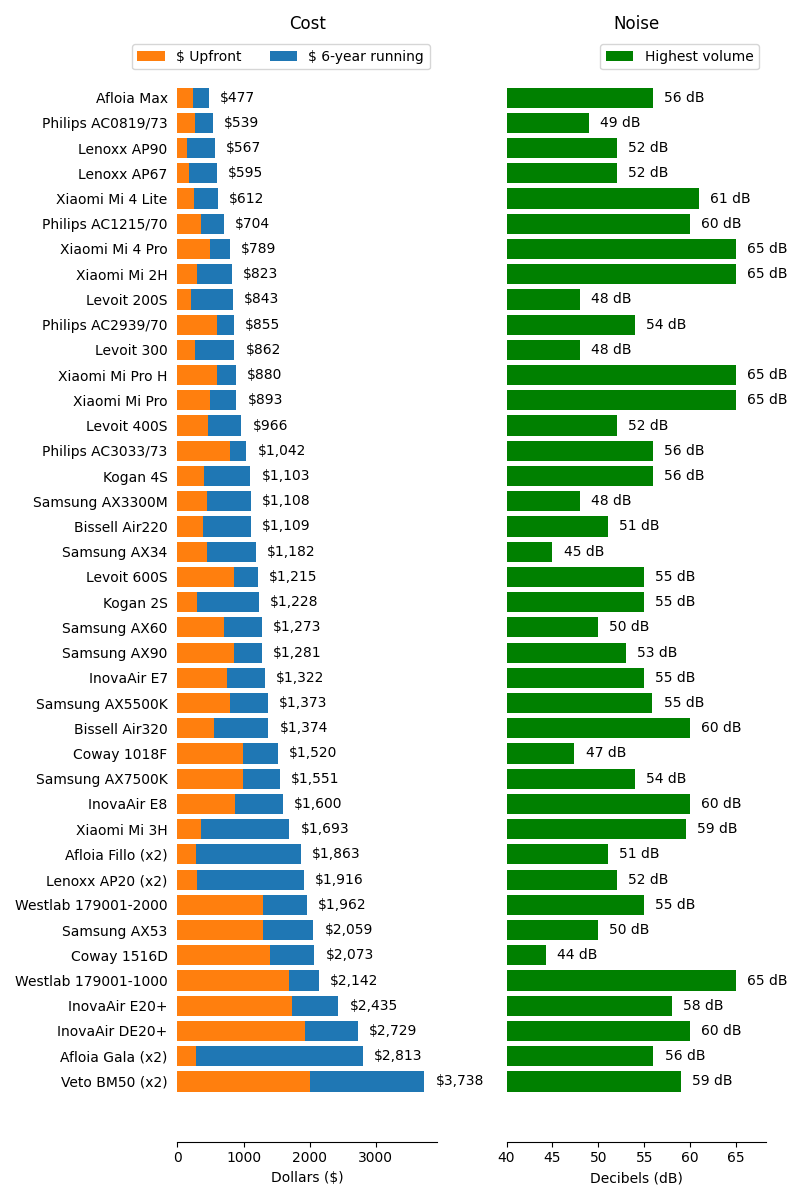 Cost Noise
$ Upfront $ 6-year running Highest volume
Afloia Max $477 56 dB
Philips AC0819/73 $539 49 dB
Lenoxx AP90 $567 52 dB
Lenoxx AP67 $595 52 dB
Xiaomi Mi 4 Lite $612 61 dB
Philips AC1215/70 $704 60 dB
Xiaomi Mi 4 Pro $789 65 dB
Xiaomi Mi 2H $823 65 dB
Levoit 200S $843 48 dB
Philips AC2939/70 $855 54 dB
Levoit 300 $862 48 dB
Xiaomi Mi Pro H $880 65 dB
Xiaomi Mi Pro $893 65 dB
Levoit 400S $966 52 dB
Philips AC3033/73 $1,042 56 dB
Kogan 4S $1,103 56 dB
Samsung AX3300M $1,108 48 dB
Bissell Air220 $1,109 51 dB
Samsung AX34 $1,182 45 dB
Levoit 600S $1,215 55 dB
Kogan 2S $1,228 55 dB
Samsung AX60 $1,273 50 dB
Samsung AX90 $1,281 53 dB
InovaAir E7 $1,322 55 dB
Samsung AX5500K $1,373 55 dB
Bissell Air320 $1,374 60 dB
Coway 1018F $1,520 47 dB
Samsung AX7500K $1,551 54 dB
InovaAir E8 $1,600 60 dB
Xiaomi Mi 3H $1,693 59 dB
Afloia Fillo (x2) $1,863 51 dB
Lenoxx AP20 (x2) $1,916 52 dB
Westlab 179001-2000 $1,962 55 dB
Samsung AX53 $2,059 50 dB
Coway 1516D $2,073 44 dB
Westlab 179001-1000 $2,142 65 dB
InovaAir E20+ $2,435 58 dB
InovaAir DE20+ $2,729 60 dB
Afloia Gala (x2) $2,813 56 dB
Veto BM50 (x2) $3,738 59 dB
0 1000 2000 3000 40 45 50 55 60 65
Dollars ($) Decibels (dB)